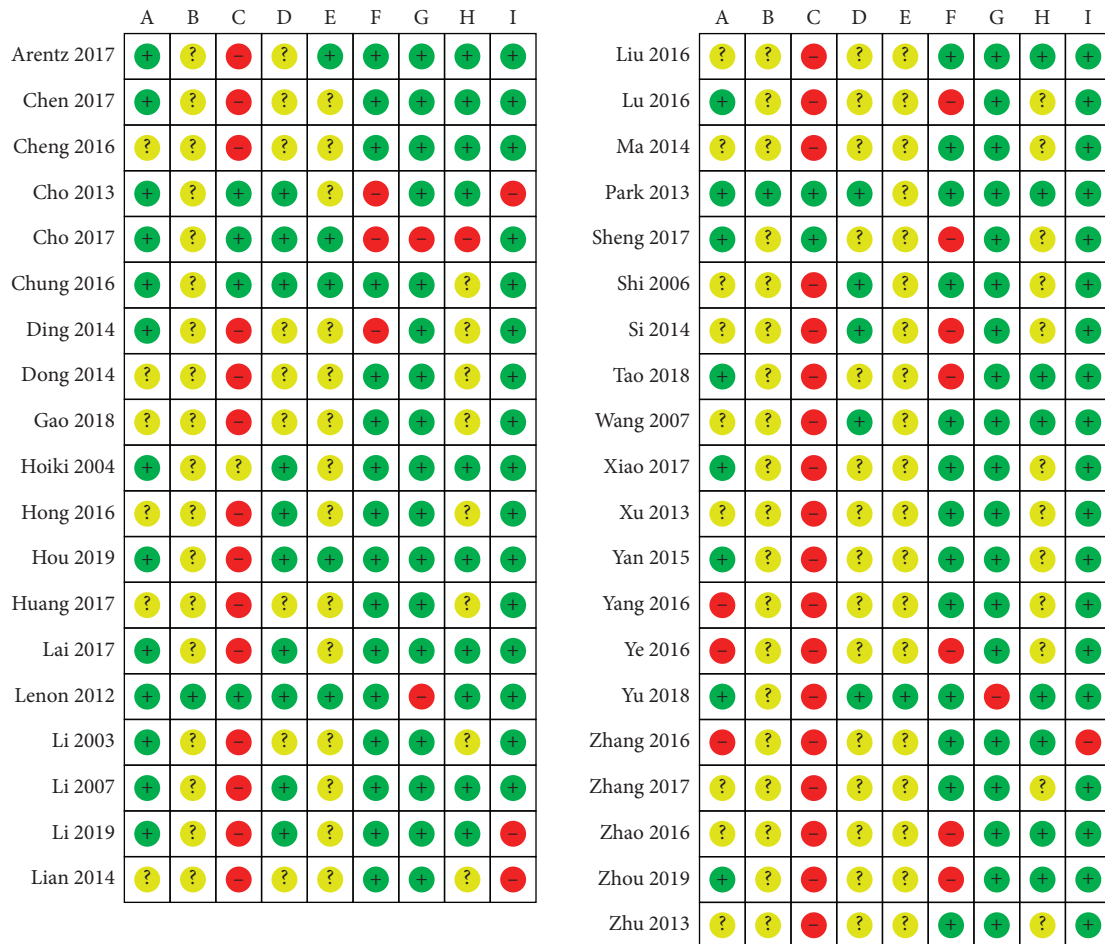 A B C D E F G H I
Arentz 2017 + ? − ? + + + + +
Chen 2017 + ? − ? ? + + + +
Cheng 2016 ? ? − ? ? + + + +
Cho 2013 + ? + + ? − + + −
Cho 2017 + ? + + + − − − +
Chung 2016 + ? + + + + + ? +
Ding 2014 + ? − ? ? − + ? +
Dong 2014 ? ? − ? ? + + ? +
Gao 2018 ? ? − ? ? + + ? +
Hoiki 2004 + ? ? + ? + + + +
Hong 2016 ? ? − + ? + + ? +
Hou 2019 + ? − + + + + + +
Huang 2017 ? ? − ? ? + + ? +
Lai 2017 + ? − + ? + + + +
Lenon 2012 + + + + + + − + +
Li 2003 + ? − ? ? + + ? +
Li 2007 + ? − + ? + + + +
Li 2019 + ? − + ? + + + −
Lian 2014 ? ? − ? ? + + ? −
A B C D E F G H I
Liu 2016 ? ? − ? ? + + + +
Lu 2016 + ? − ? ? − + ? +
Ma 2014 ? ? − ? ? + + ? +
Park 2013 + + + + ? + + + +
Sheng 2017 + ? + ? ? − + ? +
Shi 2006 ? ? − + ? + + ? +
Si 2014 ? ? − + ? − + ? +
Tao 2018 + ? − ? ? − + + +
Wang 2007 ? ? − + ? + + + +
Xiao 2017 + ? − ? ? + + ? +
Xu 2013 ? ? − ? ? + + ? +
Yan 2015 + ? − ? ? + + ? +
Yang 2016 − ? − ? ? + + ? +
Ye 2016 − ? − ? ? − + ? +
Yu 2018 + ? − + + + − + +
Zhang 2016 − ? − ? ? + + + −
Zhang 2017 ? ? − ? ? + + ? +
Zhao 2016 ? ? − ? ? − + + +
Zhou 2019 + ? − ? ? − + + +
Zhu 2013 ? ? − ? ? + + ? +